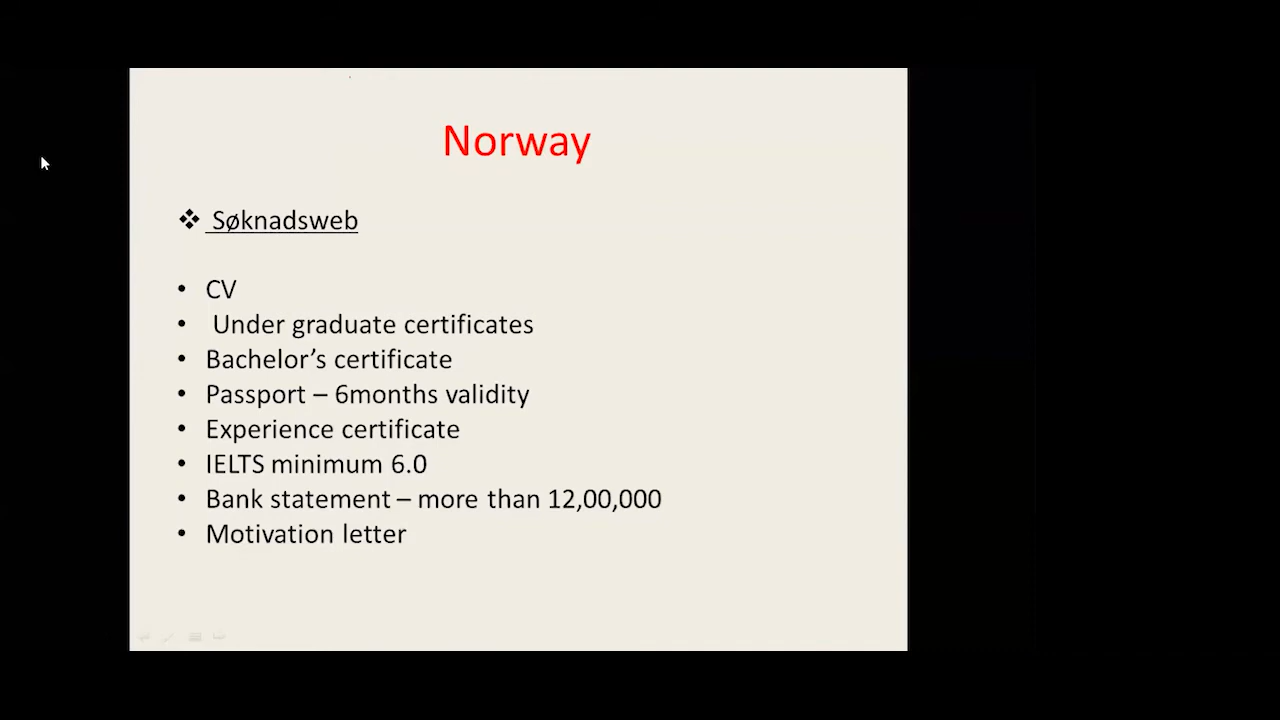 Norway
❖ Søknadsweb
• CV
• Under graduate certificates
• Bachelor’s certificate
• Passport – 6months validity
• Experience certificate
• IELTS minimum 6.0
• Bank statement – more than 12,00,000
• Motivation letter